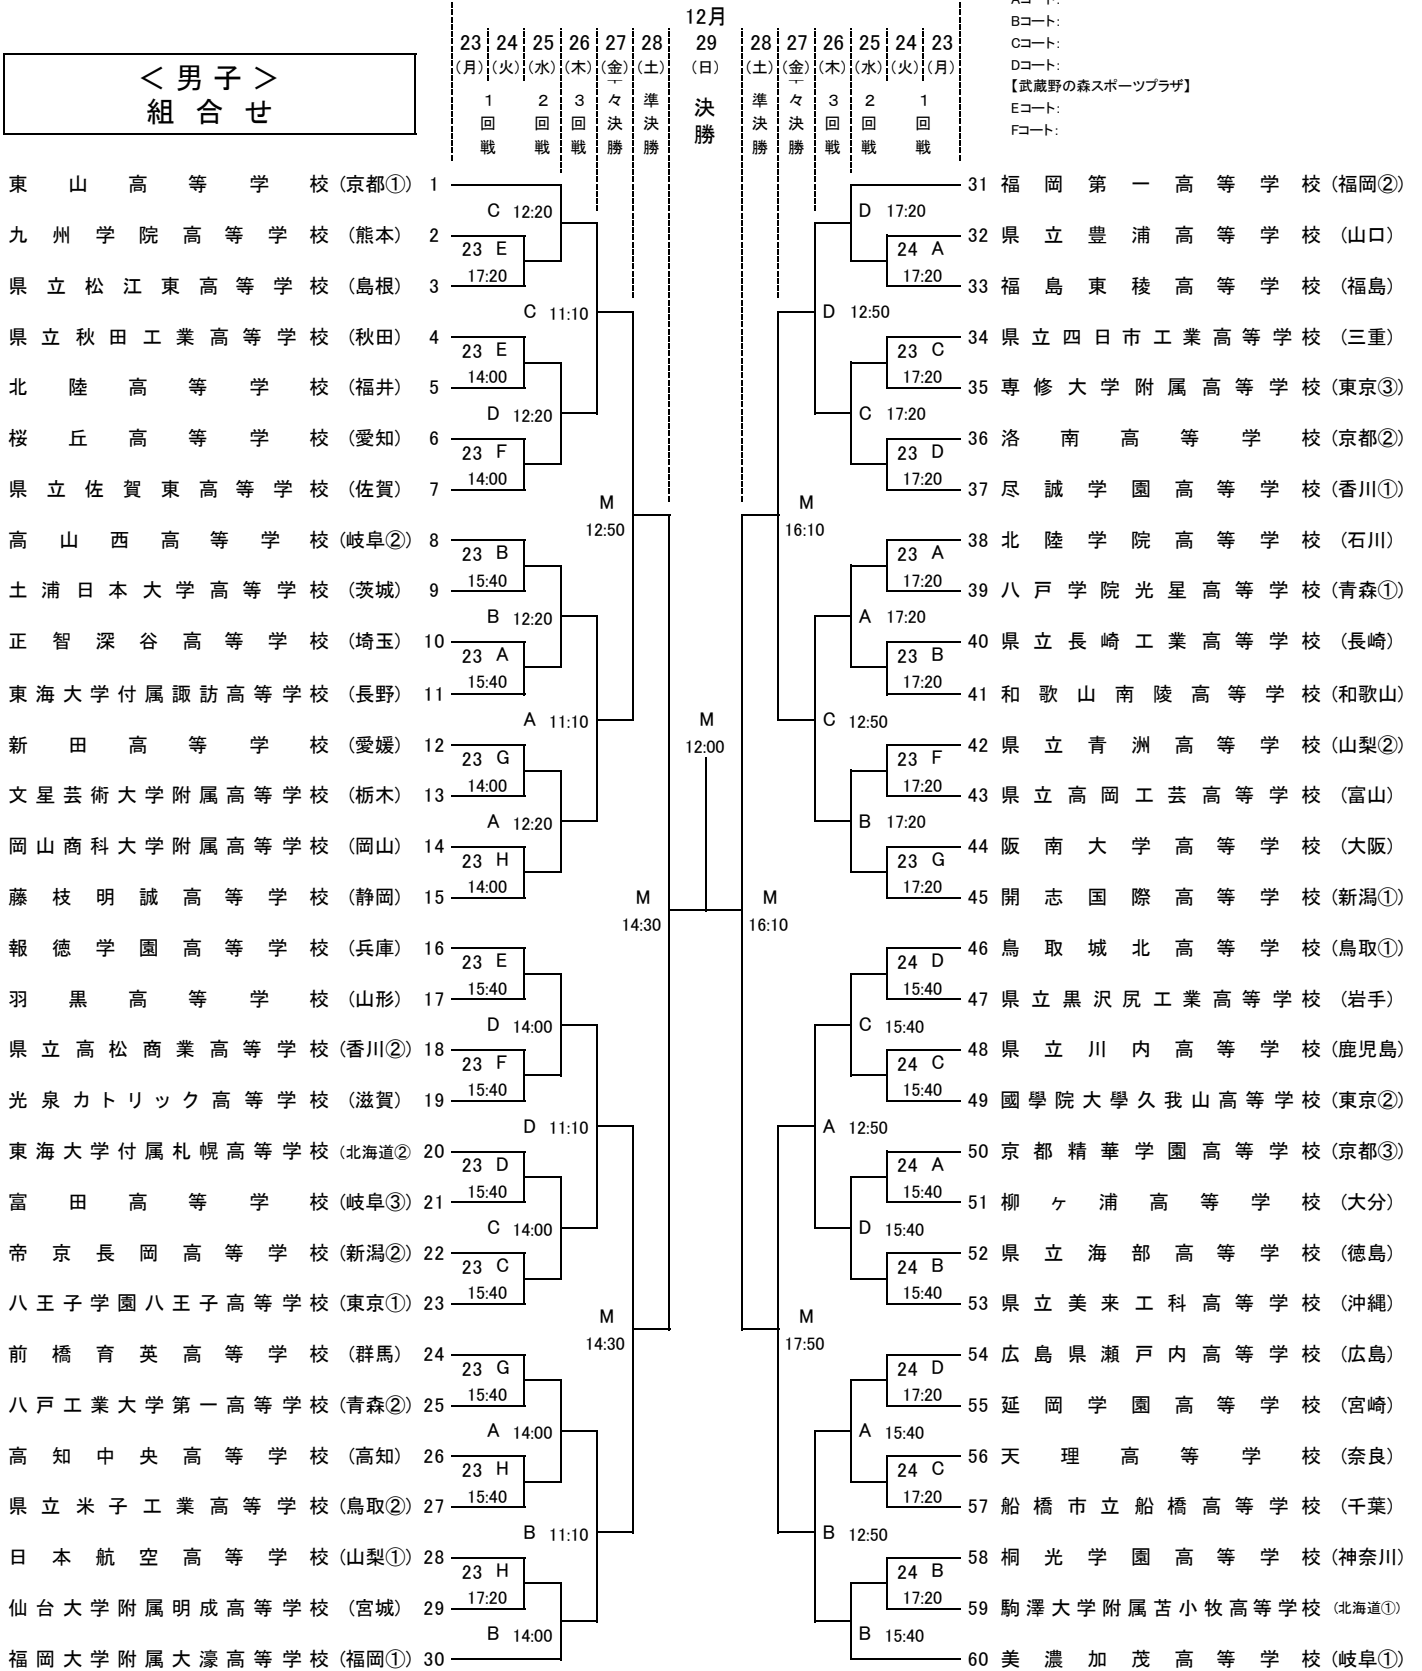 12月
23 24 25 26 27 28 29 28 27 26 25 24 23
(月) (火) (水) (木) (金) (土) (日) (土) (金) (木) (水) (火) (月)
1回戦 2回戦 3回戦 々決勝 準決勝 決勝 準決勝 々決勝 3回戦 2回戦 1回戦
Bコート:
Cコート:
Dコート:
【武蔵野の森スポーツプラザ】
Eコート:
Fコート:
＜男子＞
組合せ
東山高等学校(京都①) 1
C 12:20
九州学院高等学校(熊本) 2
23 E
17:20
県立松江東高等学校(島根) 3
C 11:10
県立秋田工業高等学校(秋田) 4
23 E
14:00
北陸高等学校(福井) 5
D 12:20
桜丘高等学校(愛知) 6
23 F
14:00
県立佐賀東高等学校(佐賀) 7
M
12:50
高山西高等学校(岐阜②) 8
23 B
15:40
土浦日本大学高等学校(茨城) 9
B 12:20
正智深谷高等学校(埼玉) 10
23 A
15:40
東海大学付属諏訪高等学校(長野) 11
A 11:10
新田高等学校(愛媛) 12
23 G
14:00
文星芸術大学附属高等学校(栃木) 13
A 12:20
岡山商科大学附属高等学校(岡山) 14
23 H
14:00
藤枝明誠高等学校(静岡) 15
M
14:30
報徳学園高等学校(兵庫) 16
23 E
15:40
羽黒高等学校(山形) 17
D 14:00
県立高松商業高等学校(香川②) 18
23 F
15:40
光泉カトリック高等学校(滋賀) 19
D 11:10
東海大学付属札幌高等学校(北海道② 20
23 D
15:40
富田高等学校(岐阜③) 21
C 14:00
帝京長岡高等学校(新潟②) 22
23 C
15:40
八王子学園八王子高等学校(東京①) 23
M
14:30
前橋育英高等学校(群馬) 24
23 G
15:40
八戸工業大学第一高等学校(青森②) 25
A 14:00
高知中央高等学校(高知) 26
23 H
15:40
県立米子工業高等学校(鳥取②) 27
B 11:10
日本航空高等学校(山梨①) 28
23 H
17:20
仙台大学附属明成高等学校(宮城) 29
B 14:00
福岡大学附属大濠高等学校(福岡①) 30
M
12:00
31 福岡第一高等学校(福岡②)
D 17:20
32 県立豊浦高等学校(山口)
24 A
17:20
33 福島東稜高等学校(福島)
D 12:50
34 県立四日市工業高等学校(三重)
23 C
17:20
35 専修大学附属高等学校(東京③)
C 17:20
36 洛南高等学校(京都②)
23 D
17:20
37 尽誠学園高等学校(香川①)
M
16:10
38 北陸学院高等学校(石川)
23 A
17:20
39 八戸学院光星高等学校(青森①)
A 17:20
40 県立長崎工業高等学校(長崎)
23 B
17:20
41 和歌山南陵高等学校(和歌山)
C 12:50
42 県立青洲高等学校(山梨②)
23 F
17:20
43 県立高岡工芸高等学校(富山)
B 17:20
44 阪南大学高等学校(大阪)
23 G
17:20
45 開志国際高等学校(新潟①)
M
16:10
46 鳥取城北高等学校(鳥取①)
24 D
15:40
47 県立黒沢尻工業高等学校(岩手)
C 15:40
48 県立川内高等学校(鹿児島)
24 C
15:40
49 國學院大學久我山高等学校(東京②)
A 12:50
50 京都精華学園高等学校(京都③)
24 A
15:40
51 柳ヶ浦高等学校(大分)
D 15:40
52 県立海部高等学校(徳島)
24 B
15:40
53 県立美来工科高等学校(沖縄)
M
17:50
54 広島県瀬戸内高等学校(広島)
24 D
17:20
55 延岡学園高等学校(宮崎)
A 15:40
56 天理高等学校(奈良)
24 C
17:20
57 船橋市立船橋高等学校(千葉)
B 12:50
58 桐光学園高等学校(神奈川)
24 B
17:20
59 駒澤大学附属苫小牧高等学校(北海道①)
B 15:40
60 美濃加茂高等学校(岐阜①)